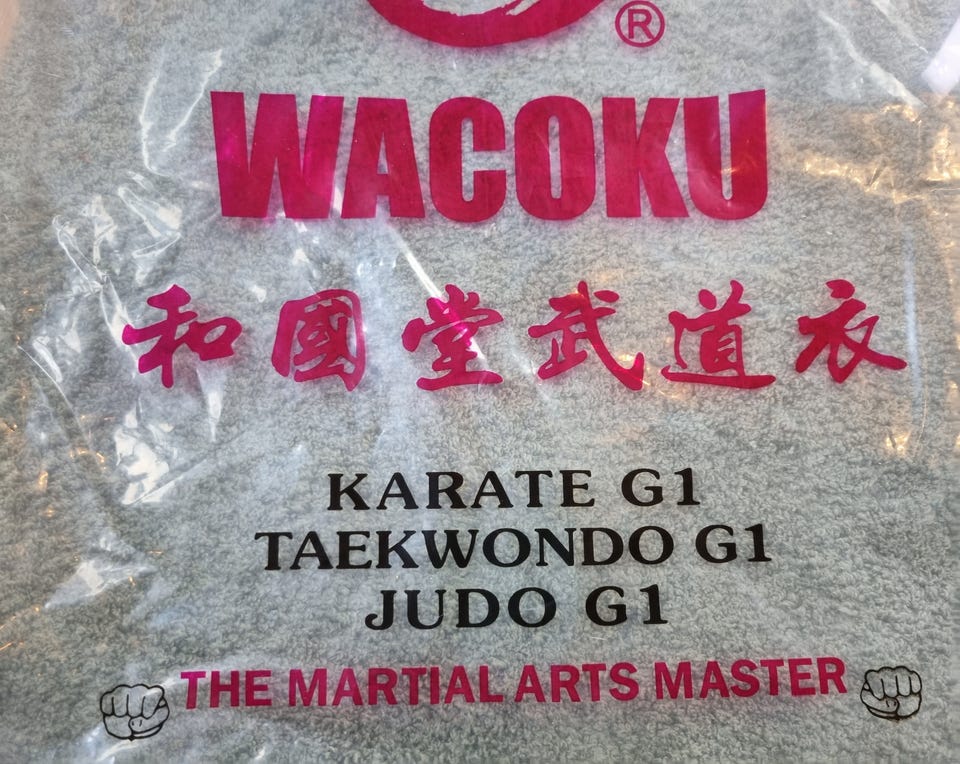 ®
WACOKU
和國堂武道衣
KARATE G1
TAEKWONDO G1
JUDO G1
THE MARTIAL ARTS MASTER